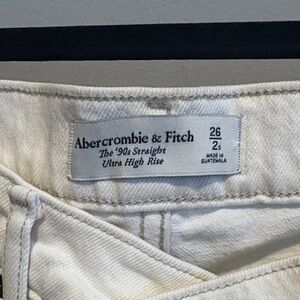 Abercrombie & Fitch
The '90s Straight
Ultra High Rise
26
2s
MADE IN
GUATEMALA